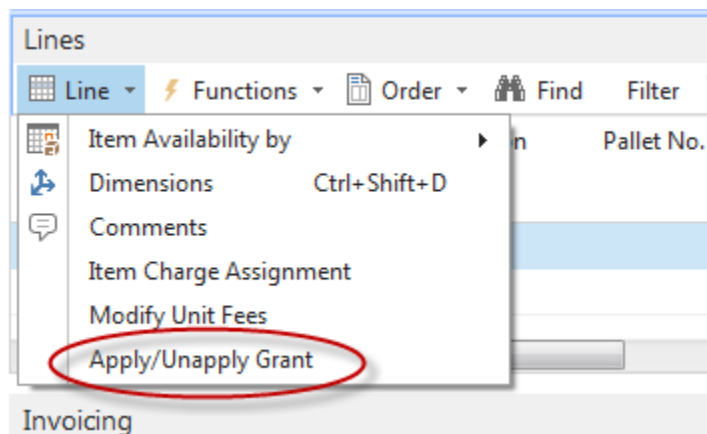 Lines
Line Functions Order Find Filter
Item Availability by
Pallet No.
Dimensions Ctrl+Shift+D
Comments
Item Charge Assignment
Modify Unit Fees
Apply/Unapply Grant
Invoicing